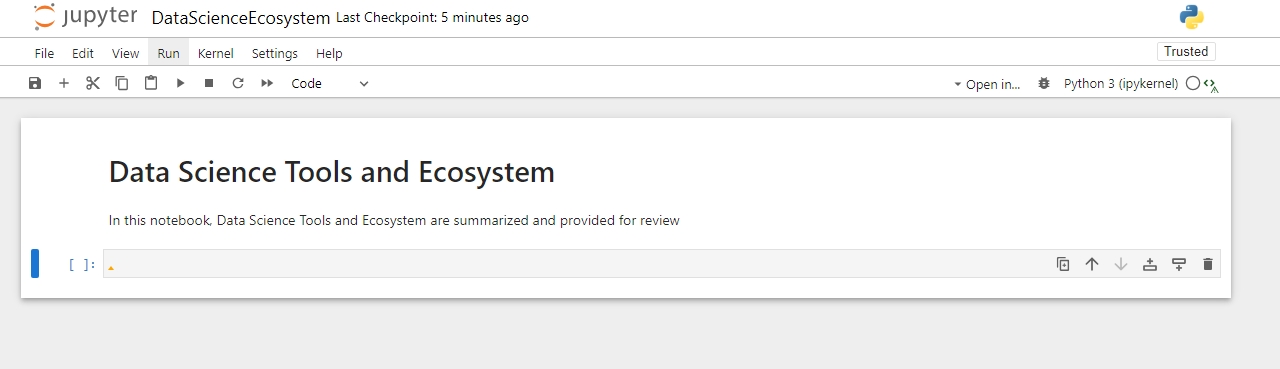 jupyter DataScienceEcosystem Last Checkpoint: 5 minutes ago
File Edit View Run Kernel Settings Help Trusted
Code Open in... Python 3 (ipykernel)
Data Science Tools and Ecosystem
In this notebook, Data Science Tools and Ecosystem are summarized and provided for review
[ ]: